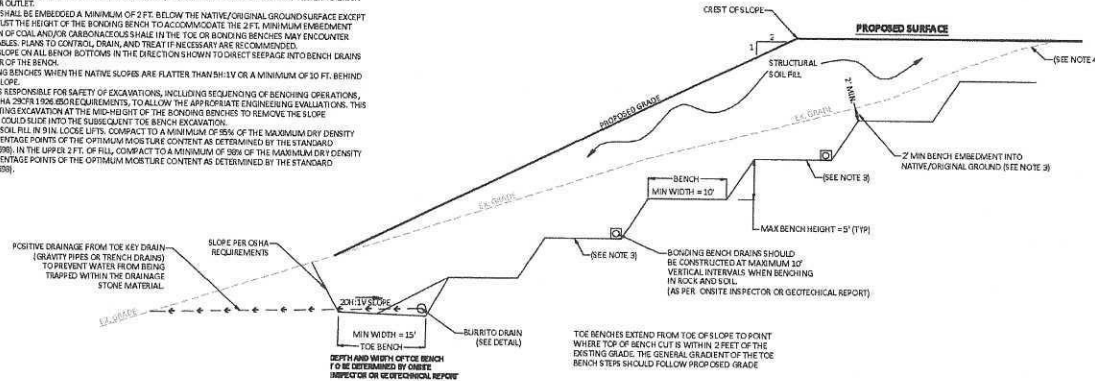 OR OUTLET.
SHALL BE EMBEDDED A MINIMUM OF 2 FT. BELOW THE NATIVE/ORIGINAL GROUND SURFACE EXCEPT
UST THE HEIGHT OF THE BONDING BENCH TO ACCOMMODATE THE 2 FT. MINIMUM EMBEDMENT
N OF COAL AND/OR CARBONACEOUS SHALE IN THE TOE OR BONDING BENCHES MAY ENCOUNTER
ABLES. PLANS TO CONTROL, DRAIN, AND TREAT IF NECESSARY ARE RECOMMENDED.
SLOPE ON ALL BENCH BOTTOMS IN THE DIRECTION SHOWN TO DIRECT SEEPAGE INTO BENCH DRAINS
R OF THE BENCH.
NG BENCHES WHEN THE NATIVE SLOPES ARE FLATTER THAN 5H:1V OR A MINIMUM OF 10 FT. BEHIND
LOPE.
S RESPONSIBLE FOR SAFETY OF EXCAVATIONS, INCLUDING SEQUENCING OF BENCHING OPERATIONS,
HA 29CFR 1926.650 REQUIREMENTS, TO ALLOW THE APPROPRIATE ENGINEERING EVALUATIONS. THIS
TING EXCAVATION AT THE MID-HEIGHT OF THE BONDING BENCHES TO REMOVE THE SLOPE
COULD SLIDE INTO THE SUBSEQUENT TOE BENCH EXCAVATION.
SOIL FILL IN 9 IN. LOOSE LIFTS. COMPACT TO A MINIMUM OF 95% OF THE MAXIMUM DRY DENSITY
ENTAGE POINTS OF THE OPTIMUM MOISTURE CONTENT AS DETERMINED BY THE STANDARD
698). IN THE UPPER 2 FT. OF FILL, COMPACT TO A MINIMUM OF 98% OF THE MAXIMUM DRY DENSITY
ENTAGE POINTS OF THE OPTIMUM MOISTURE CONTENT AS DETERMINED BY THE STANDARD
698).
CREST OF SLOPE
PROPOSED SURFACE
2
1
STRUCTURAL
SOIL FILL
(SEE NOTE 4
PROPOSED GRADE
EX. GRADE
2' MIN.
2' MIN BENCH EMBEDMENT INTO
NATIVE/ORIGINAL GROUND (SEE NOTE 3)
(SEE NOTE 3)
BENCH
MIN WIDTH = 10'
EX. GRADE
MAX BENCH HEIGHT = 5' (TYP)
(SEE NOTE 3)
BONDING BENCH DRAINS SHOULD
BE CONSTRUCTED AT MAXIMUM 10'
VERTICAL INTERVALS WHEN BENCHING
IN ROCK AND SOIL.
(AS PER ONSITE INSPECTOR OR GEOTECHICAL REPORT)
POSITIVE DRAINAGE FROM TOE KEY DRAIN
(GRAVITY PIPES OR TRENCH DRAINS)
TO PREVENT WATER FROM BEING
TRAPPED WITHIN THE DRAINAGE
STONE MATERIAL.
SLOPE PER OSHA
REQUIREMENTS
EX. GRADE
20H:1V SLOPE
MIN WIDTH = 15'
TOE BENCH
BURRITO DRAIN
(SEE DETAIL)
DEPTH AND WIDTH OF TOE BENCH
TO BE DETERMINED BY ONSITE
INSPECTOR OR GEOTECHNICAL REPORT
TOE BENCHES EXTEND FROM TOE OF SLOPE TO POINT
WHERE TOP OF BENCH CUT IS WITHIN 2 FEET OF THE
EXISTING GRADE. THE GENERAL GRADIENT OF THE TOE
BENCH STEPS SHOULD FOLLOW PROPOSED GRADE